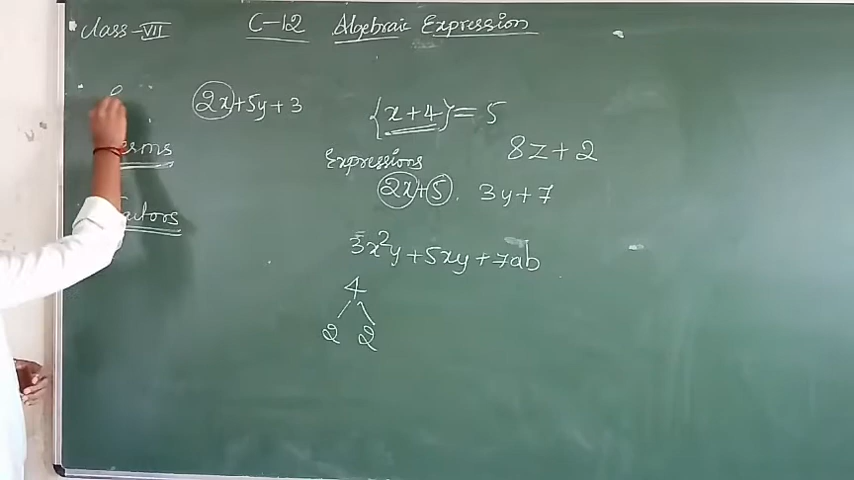 Class-VII C-12 Algebraic Expression
2x+5y+3
{x+4}=5
8z+2
Expressions
2x+5, 3y+7
3x²y+5xy+7ab
4
2 2